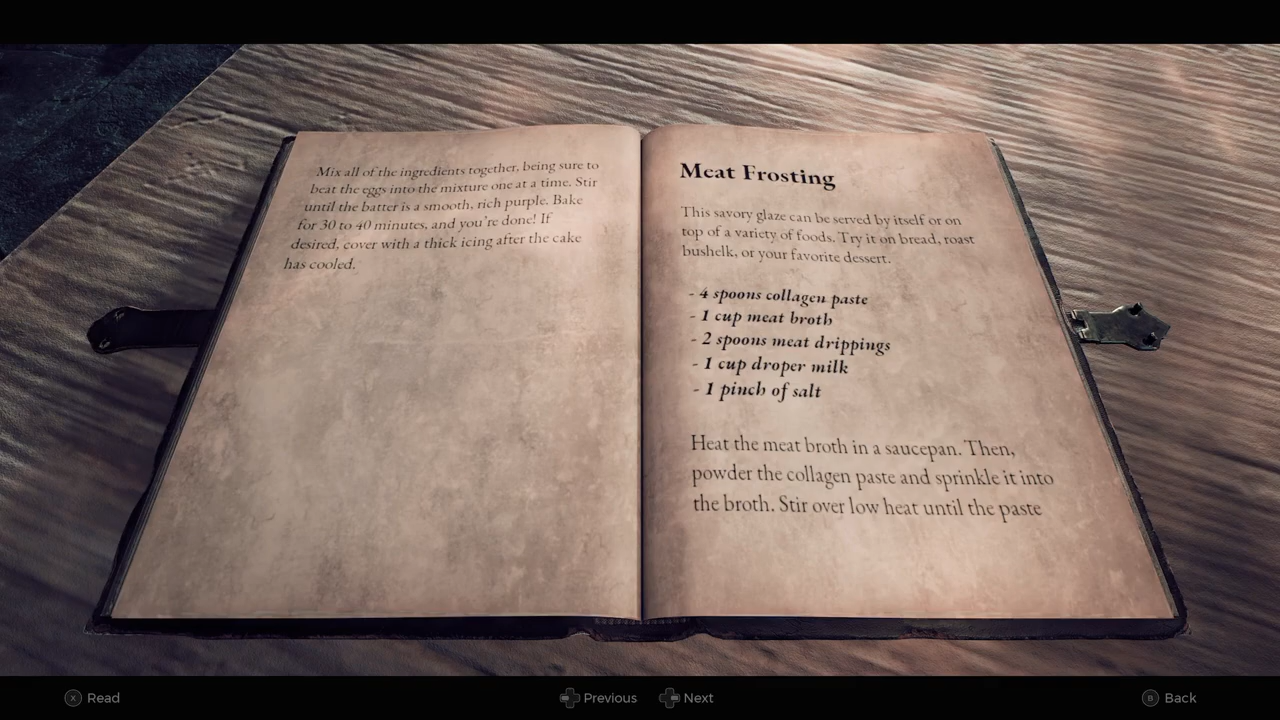 Mix all of the ingredients together, being sure to
beat the eggs into the mixture one at a time. Stir
until the batter is a smooth, rich purple. Bake
for 30 to 40 minutes, and you're done! If
desired, cover with a thick icing after the cake
has cooled.
Meat Frosting
This savory glaze can be served by itself or on
top of a variety of foods. Try it on bread, roast
bushelk, or your favorite dessert.
- 4 spoons collagen paste
- 1 cup meat broth
- 2 spoons meat drippings
- 1 cup droper milk
- 1 pinch of salt
Heat the meat broth in a saucepan. Then,
powder the collagen paste and sprinkle it into
the broth. Stir over low heat until the paste
X Read
Previous
Next
B Back